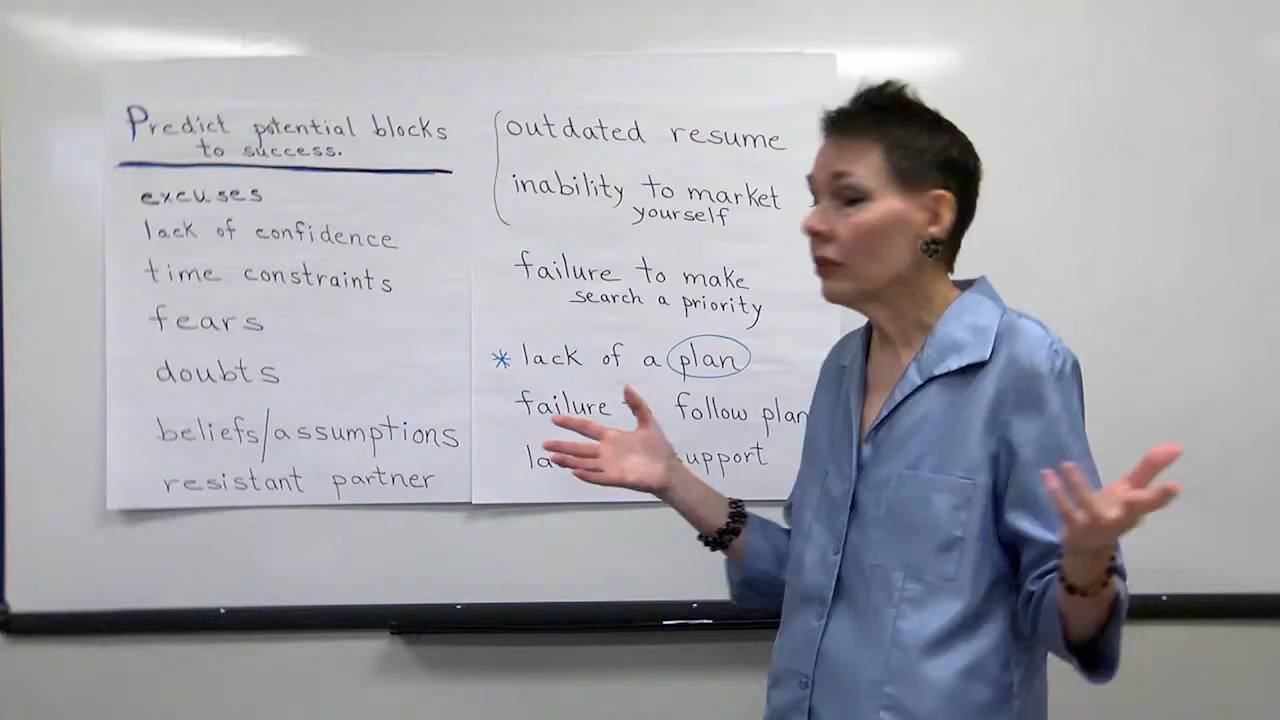 Predict potential blocks
to success.
excuses
lack of confidence
time constraints
fears
doubts
beliefs/assumptions
resistant partner
outdated resume
inability to market
yourself
failure to make
search a priority
* lack of a plan
failure follow plan